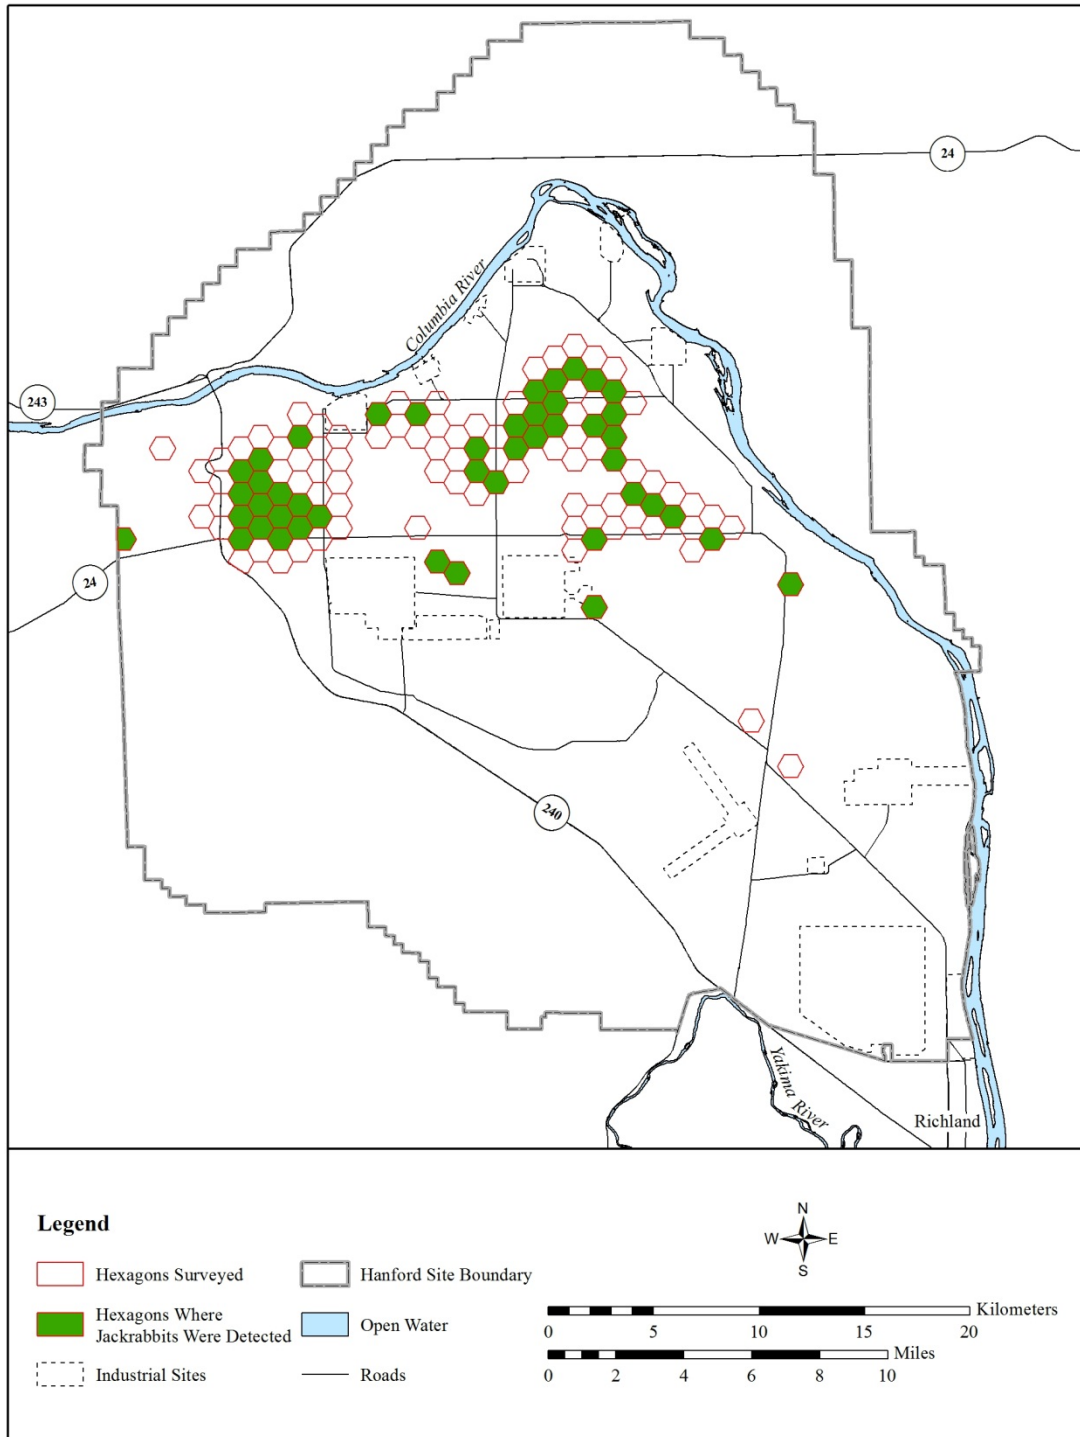 24
Columbia River
243
24
240
Yakima River
Richland
Legend
Hexagons Surveyed
Hexagons Where
Jackrabbits Were Detected
Industrial Sites
Hanford Site Boundary
Open Water
Roads
N
W E
S
Kilometers
0 5 10 15 20
Miles
0 2 4 6 8 10